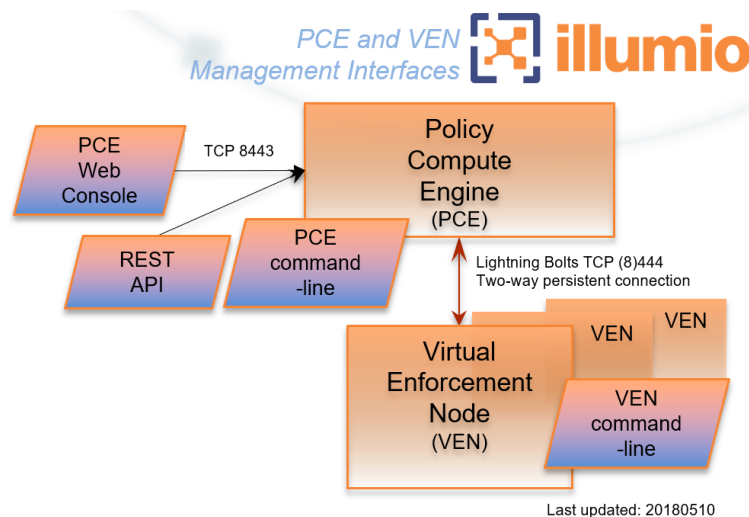 PCE and VEN
Management Interfaces
illumio
PCE
Web
Console
TCP 8443
Policy
Compute
Engine
(PCE)
REST
API
PCE
command
-line
Lightning Bolts TCP (8)444
Two-way persistent connection
Virtual
Enforcement
Node
(VEN)
VEN
VEN
VEN
command
-line
Last updated: 20180510